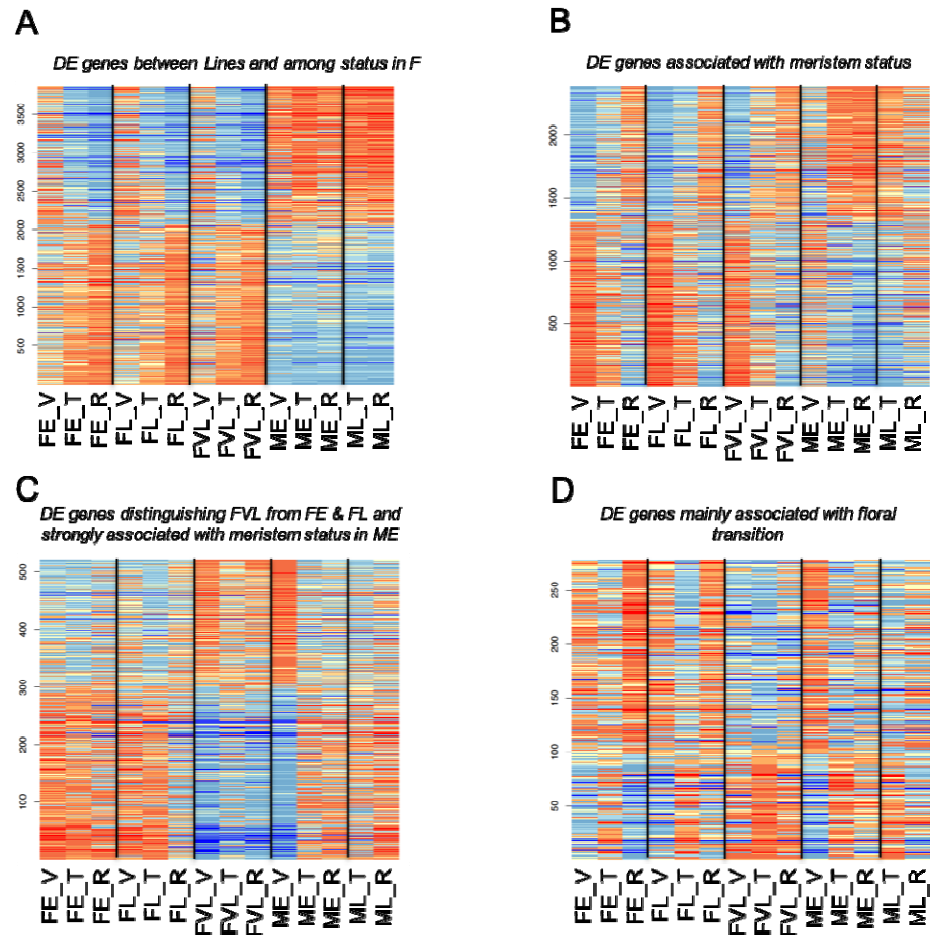 A
DE genes between Lines and among status in F
3500
3000
2500
2000
1500
1000
500
FE_V
FE_T
FE_R
FL_V
FL_T
FL_R
FVL_V
FVL_T
FVL_R
ME_V
ME_T
ME_R
ML_T
ML_R
B
DE genes associated with meristem status
2000
1500
1000
500
FE_V
FE_T
FE_R
FL_V
FL_T
FL_R
FVL_V
FVL_T
FVL_R
ME_V
ME_T
ME_R
ML_T
ML_R
C
DE genes distinguishing FVL from FE & FL and
strongly associated with meristem status in ME
500
400
300
200
100
FE_V
FE_T
FE_R
FL_V
FL_T
FL_R
FVL_V
FVL_T
FVL_R
ME_V
ME_T
ME_R
ML_T
ML_R
D
DE genes mainly associated with floral
transition
250
200
150
100
50
FE_V
FE_T
FE_R
FL_V
FL_T
FL_R
FVL_V
FVL_T
FVL_R
ME_V
ME_T
ME_R
ML_T
ML_R